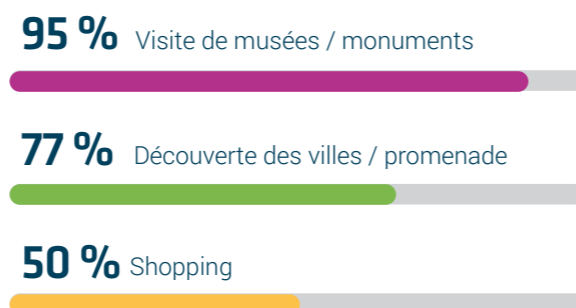 95 % Visite de musées / monuments
77 % Découverte des villes / promenade
50 % Shopping